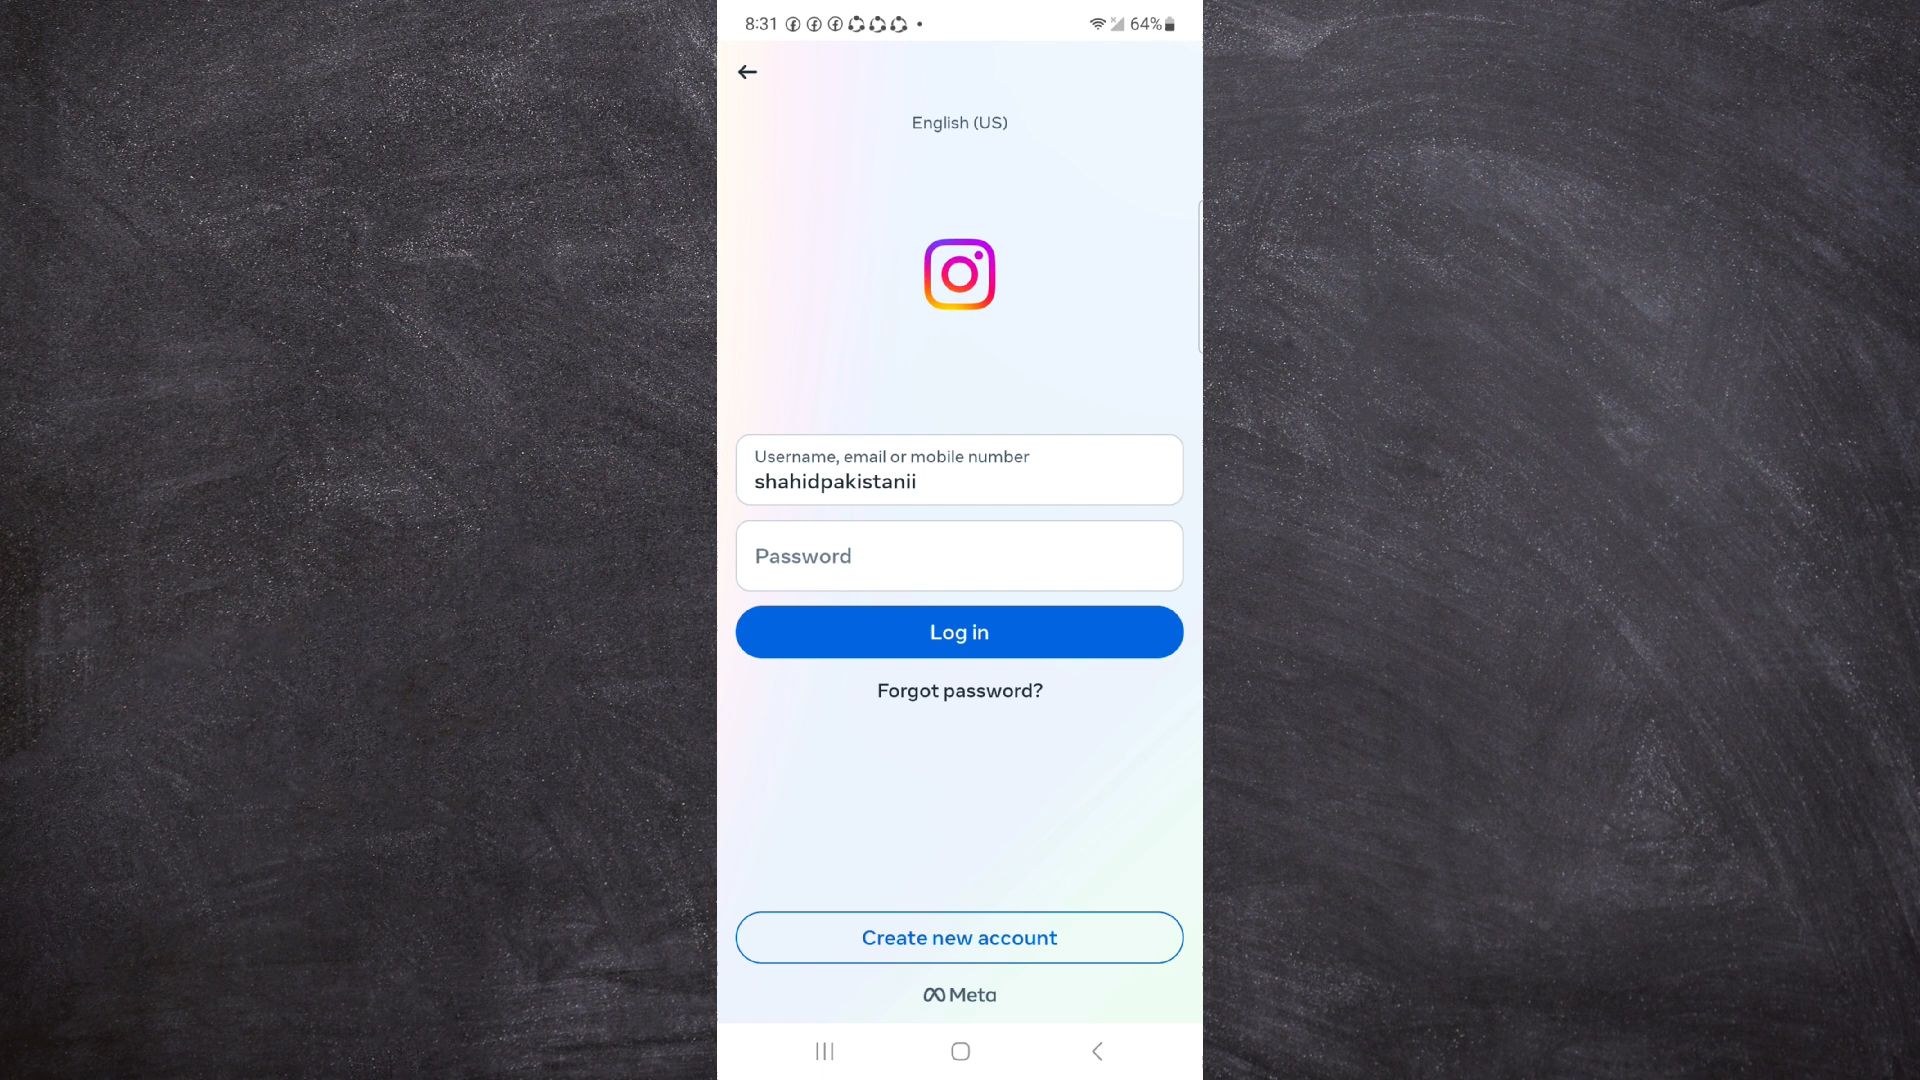 8:31 64%
English (US)
Username, email or mobile number
shahidpakistanii
Password
Log in
Forgot password?
Create new account
Meta